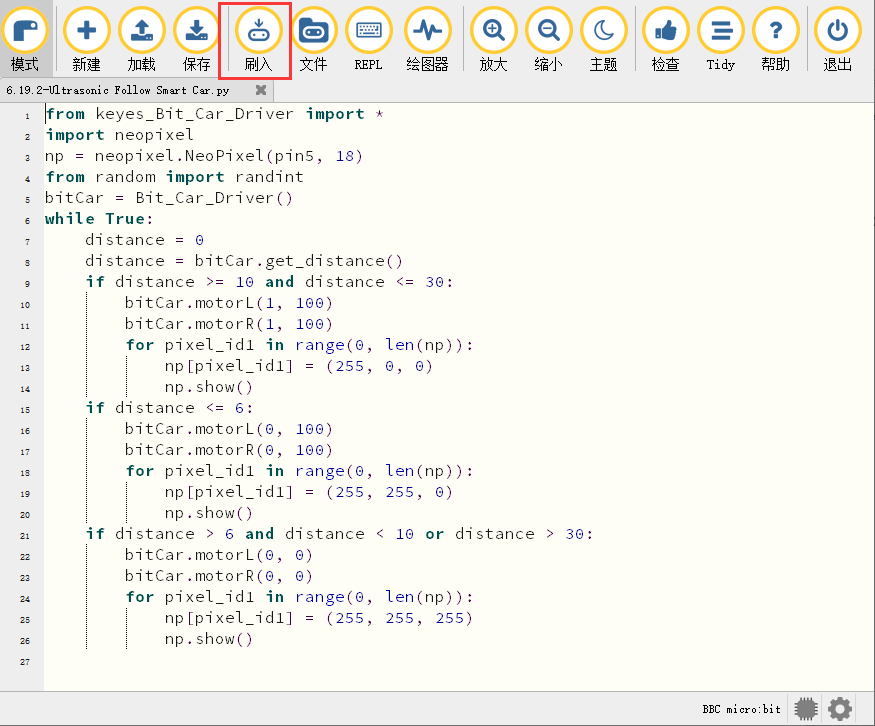 模式 新建 加载 保存 刷入 文件 REPL 绘图器 放大 缩小 主题 检查 Tidy 帮助 退出
6.19.2-Ultrasonic Follow Smart Car.py
1 from keyes_Bit_Car_Driver import *
2 import neopixel
3 np = neopixel.NeoPixel(pin5, 18)
4 from random import randint
5 bitCar = Bit_Car_Driver()
6 while True:
7     distance = 0
8     distance = bitCar.get_distance()
9     if distance >= 10 and distance <= 30:
10         bitCar.motorL(1, 100)
11         bitCar.motorR(1, 100)
12         for pixel_id1 in range(0, len(np)):
13             np[pixel_id1] = (255, 0, 0)
14             np.show()
15     if distance <= 6:
16         bitCar.motorL(0, 100)
17         bitCar.motorR(0, 100)
18         for pixel_id1 in range(0, len(np)):
19             np[pixel_id1] = (255, 255, 0)
20             np.show()
21     if distance > 6 and distance < 10 or distance > 30:
22         bitCar.motorL(0, 0)
23         bitCar.motorR(0, 0)
24         for pixel_id1 in range(0, len(np)):
25             np[pixel_id1] = (255, 255, 255)
26             np.show()
27
BBC micro:bit